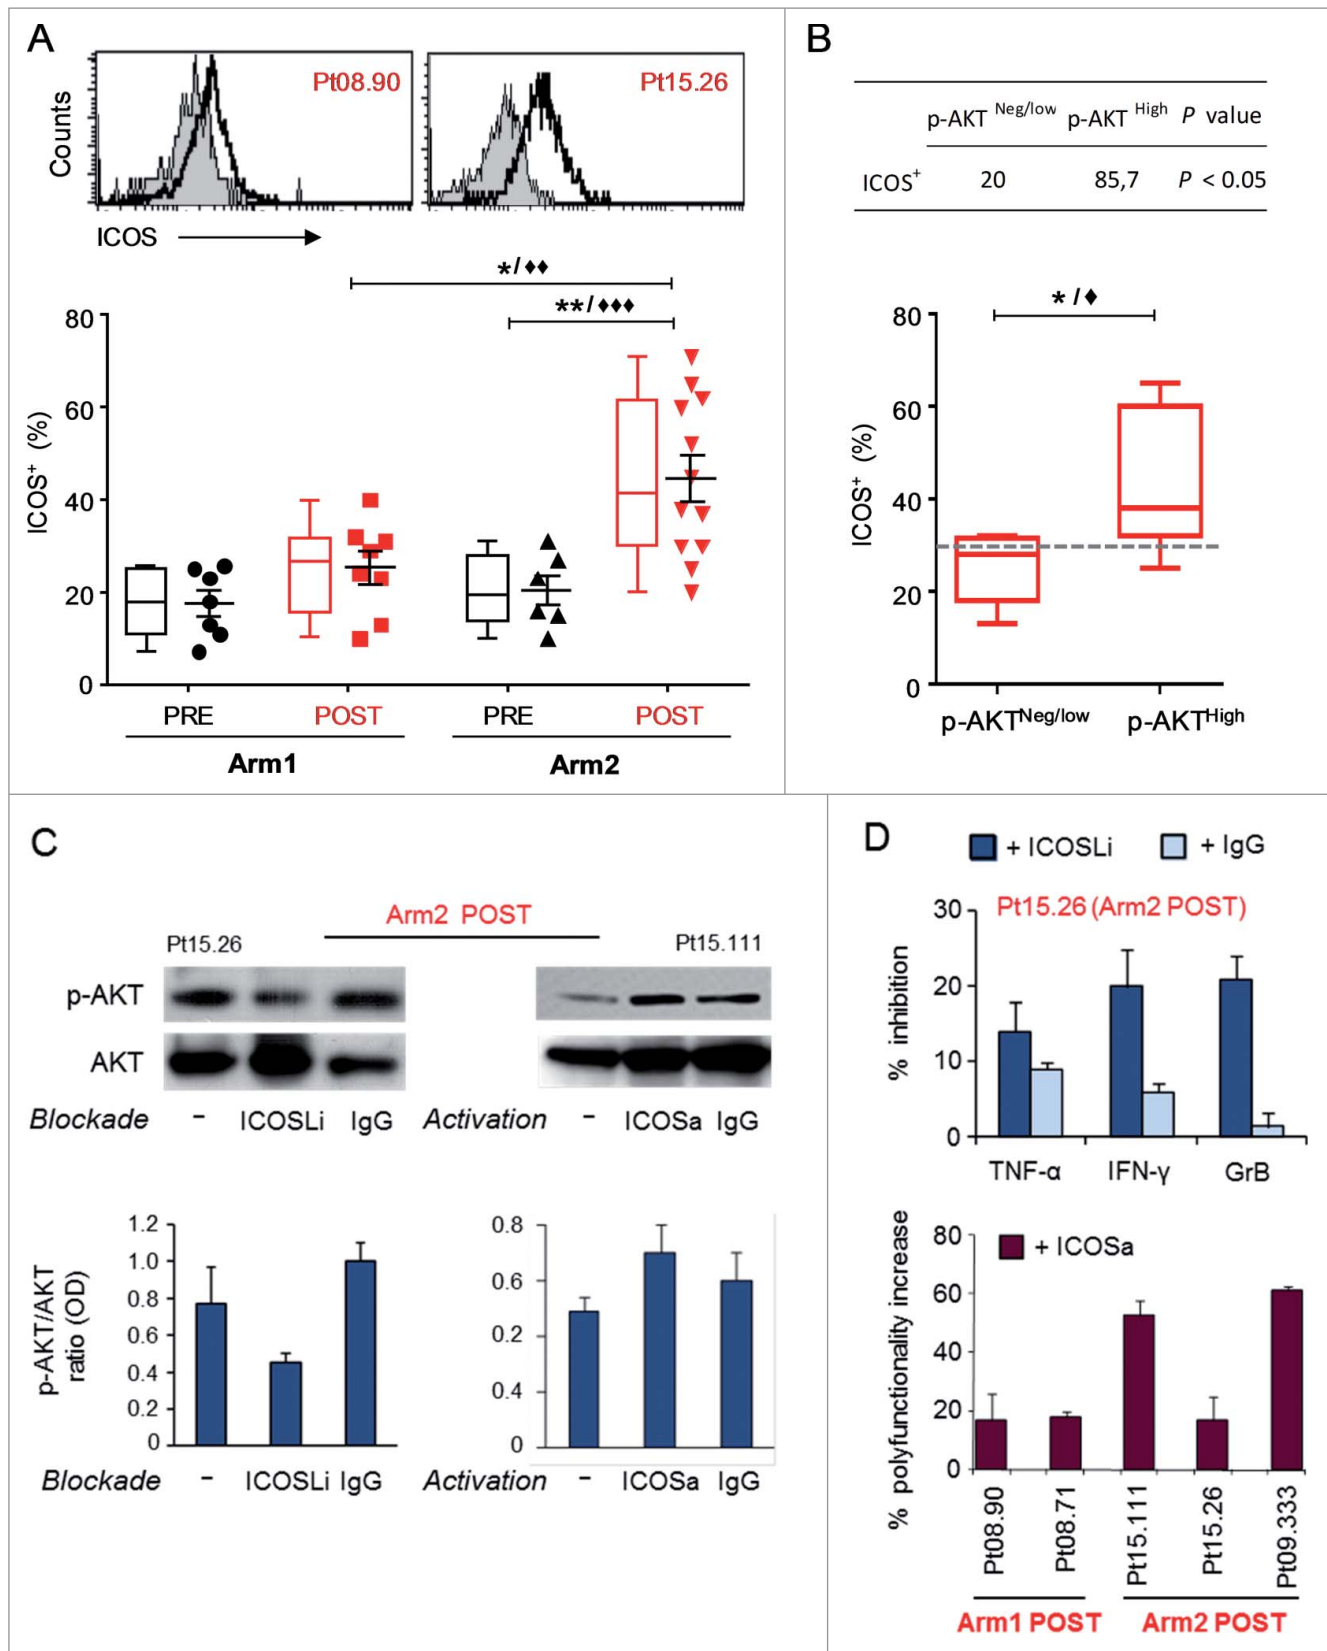 A
Pt08.90
Pt15.26
Counts
ICOS
*/♦♦
**/♦♦♦
80
60
40
20
0
ICOS+ (%)
PRE
POST
PRE
POST
Arm1
Arm2
B
p-AKT Neg/low p-AKT High P value
ICOS+ 20 85,7 P < 0.05
*/♦
80
60
40
20
0
ICOS+ (%)
p-AKTNeg/low
p-AKTHigh
C
Arm2 POST
Pt15.26
Pt15.111
p-AKT
AKT
Blockade - ICOSLi IgG
Activation - ICOSa IgG
p-AKT/AKT
ratio (OD)
1.2
1.0
0.8
0.6
0.4
0.2
0
Blockade - ICOSLi IgG
0.8
0.6
0.2
0.4
0
Activation - ICOSa IgG
D
+ ICOSLi
+ IgG
Pt15.26 (Arm2 POST)
% inhibition
30
20
10
0
TNF-α IFN-γ GrB
+ ICOSa
% polyfunctionality increase
80
60
40
20
0
Pt08.90
Pt08.71
Pt15.111
Pt15.26
Pt09.333
Arm1 POST
Arm2 POST